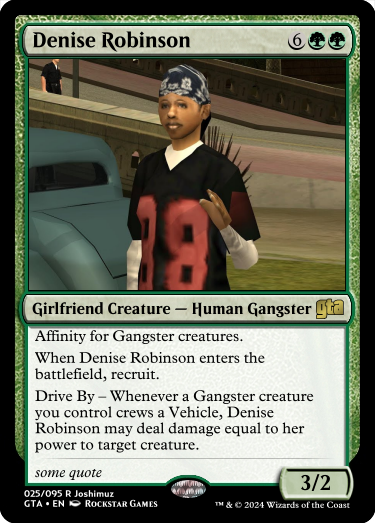 Denise Robinson 6
88
Girlfriend Creature — Human Gangster gta
Affinity for Gangster creatures.
When Denise Robinson enters the
battlefield, recruit.
Drive By – Whenever a Gangster creature
you control crews a Vehicle, Denise
Robinson may deal damage equal to her
power to target creature.
some quote
3/2
025/095 R Joshimuz
GTA • EN Rockstar Games
™ & © 2024 Wizards of the Coast